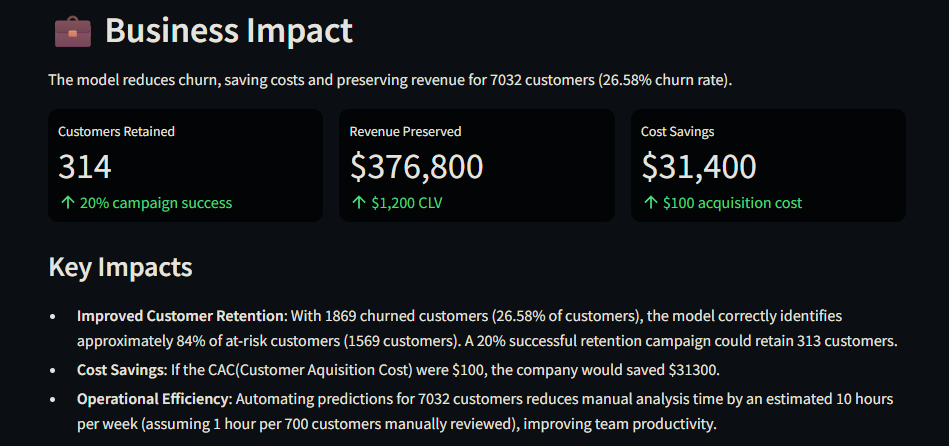 Business Impact
The model reduces churn, saving costs and preserving revenue for 7032 customers (26.58% churn rate).
Customers Retained
314
↑ 20% campaign success
Revenue Preserved
$376,800
↑ $1,200 CLV
Cost Savings
$31,400
↑ $100 acquisition cost
Key Impacts
• Improved Customer Retention: With 1869 churned customers (26.58% of customers), the model correctly identifies
approximately 84% of at-risk customers (1569 customers). A 20% successful retention campaign could retain 313 customers.
• Cost Savings: If the CAC(Customer Aquisition Cost) were $100, the company would saved $31300.
• Operational Efficiency: Automating predictions for 7032 customers reduces manual analysis time by an estimated 10 hours
per week (assuming 1 hour per 700 customers manually reviewed), improving team productivity.